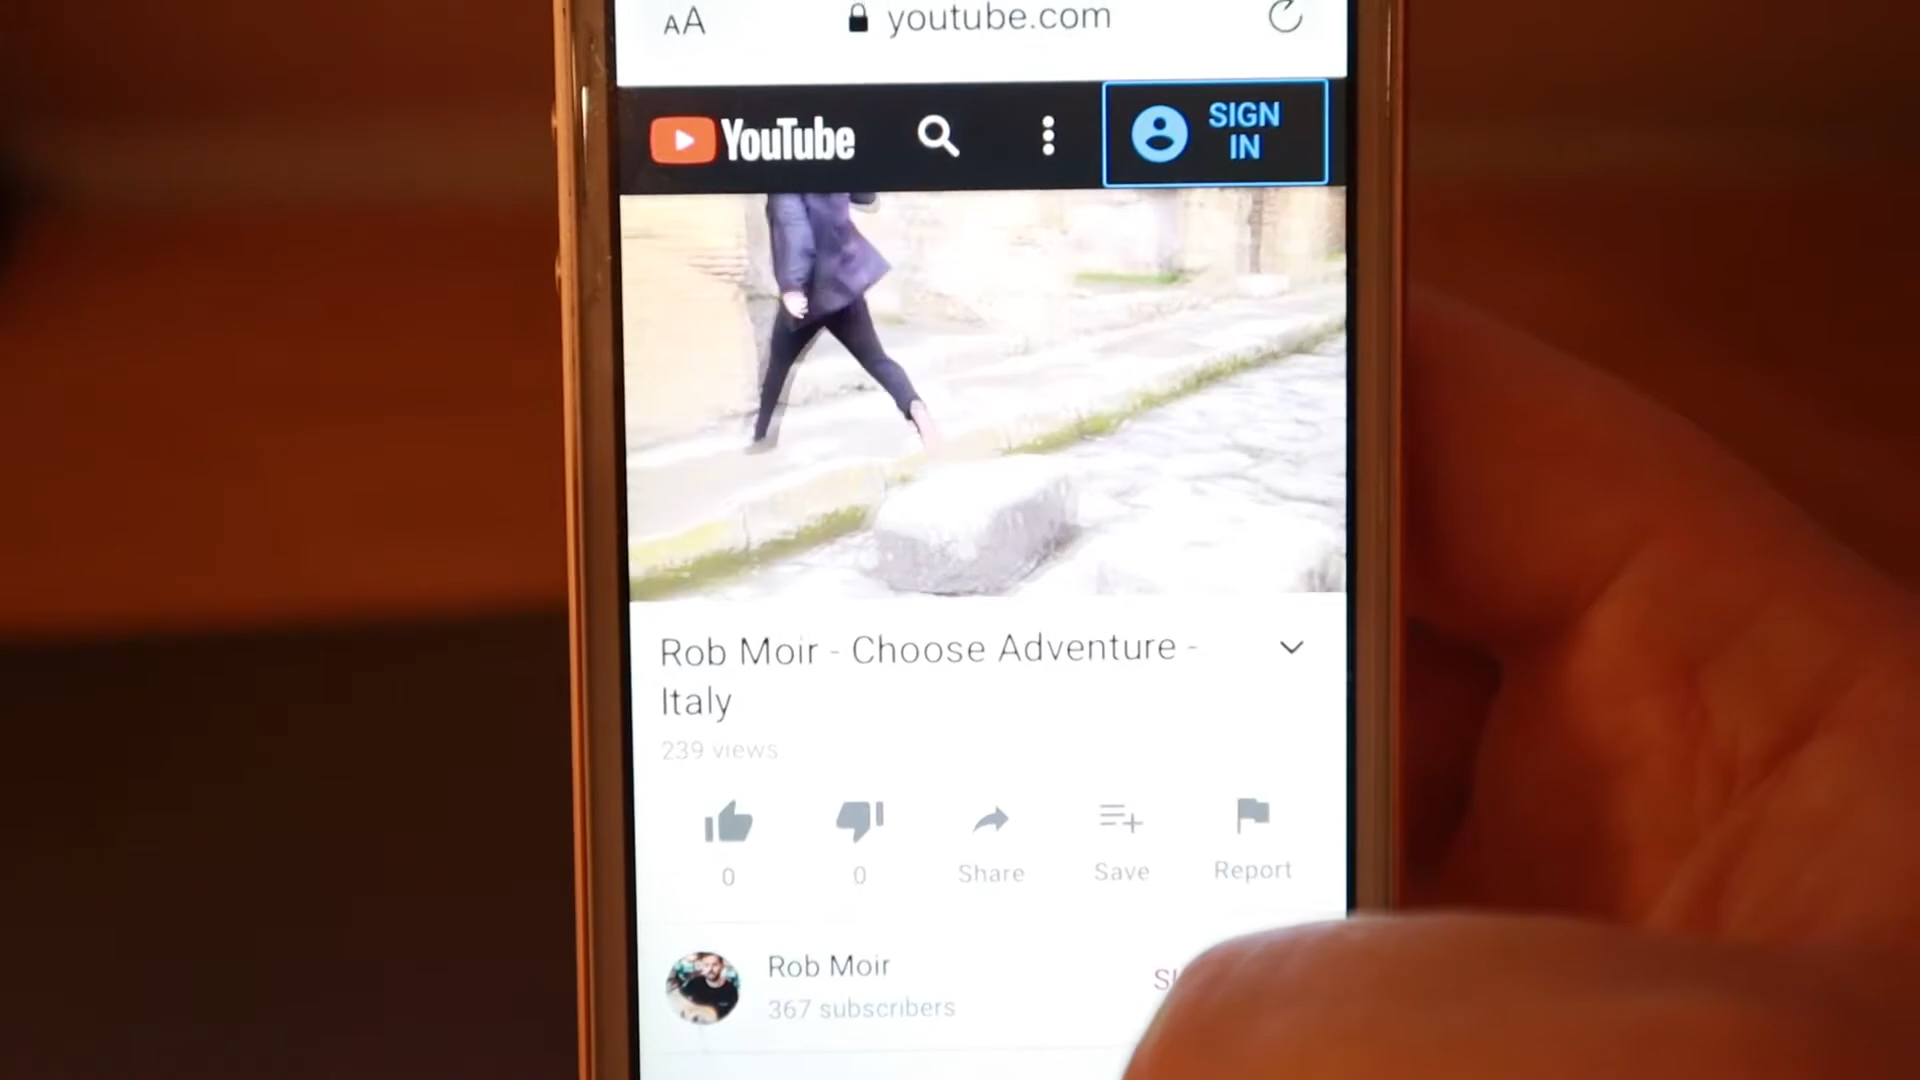 AA youtube.com
YouTube
SIGN
IN
Rob Moir - Choose Adventure -
Italy
239 views
0 0 Share Save Report
Rob Moir
367 subscribers